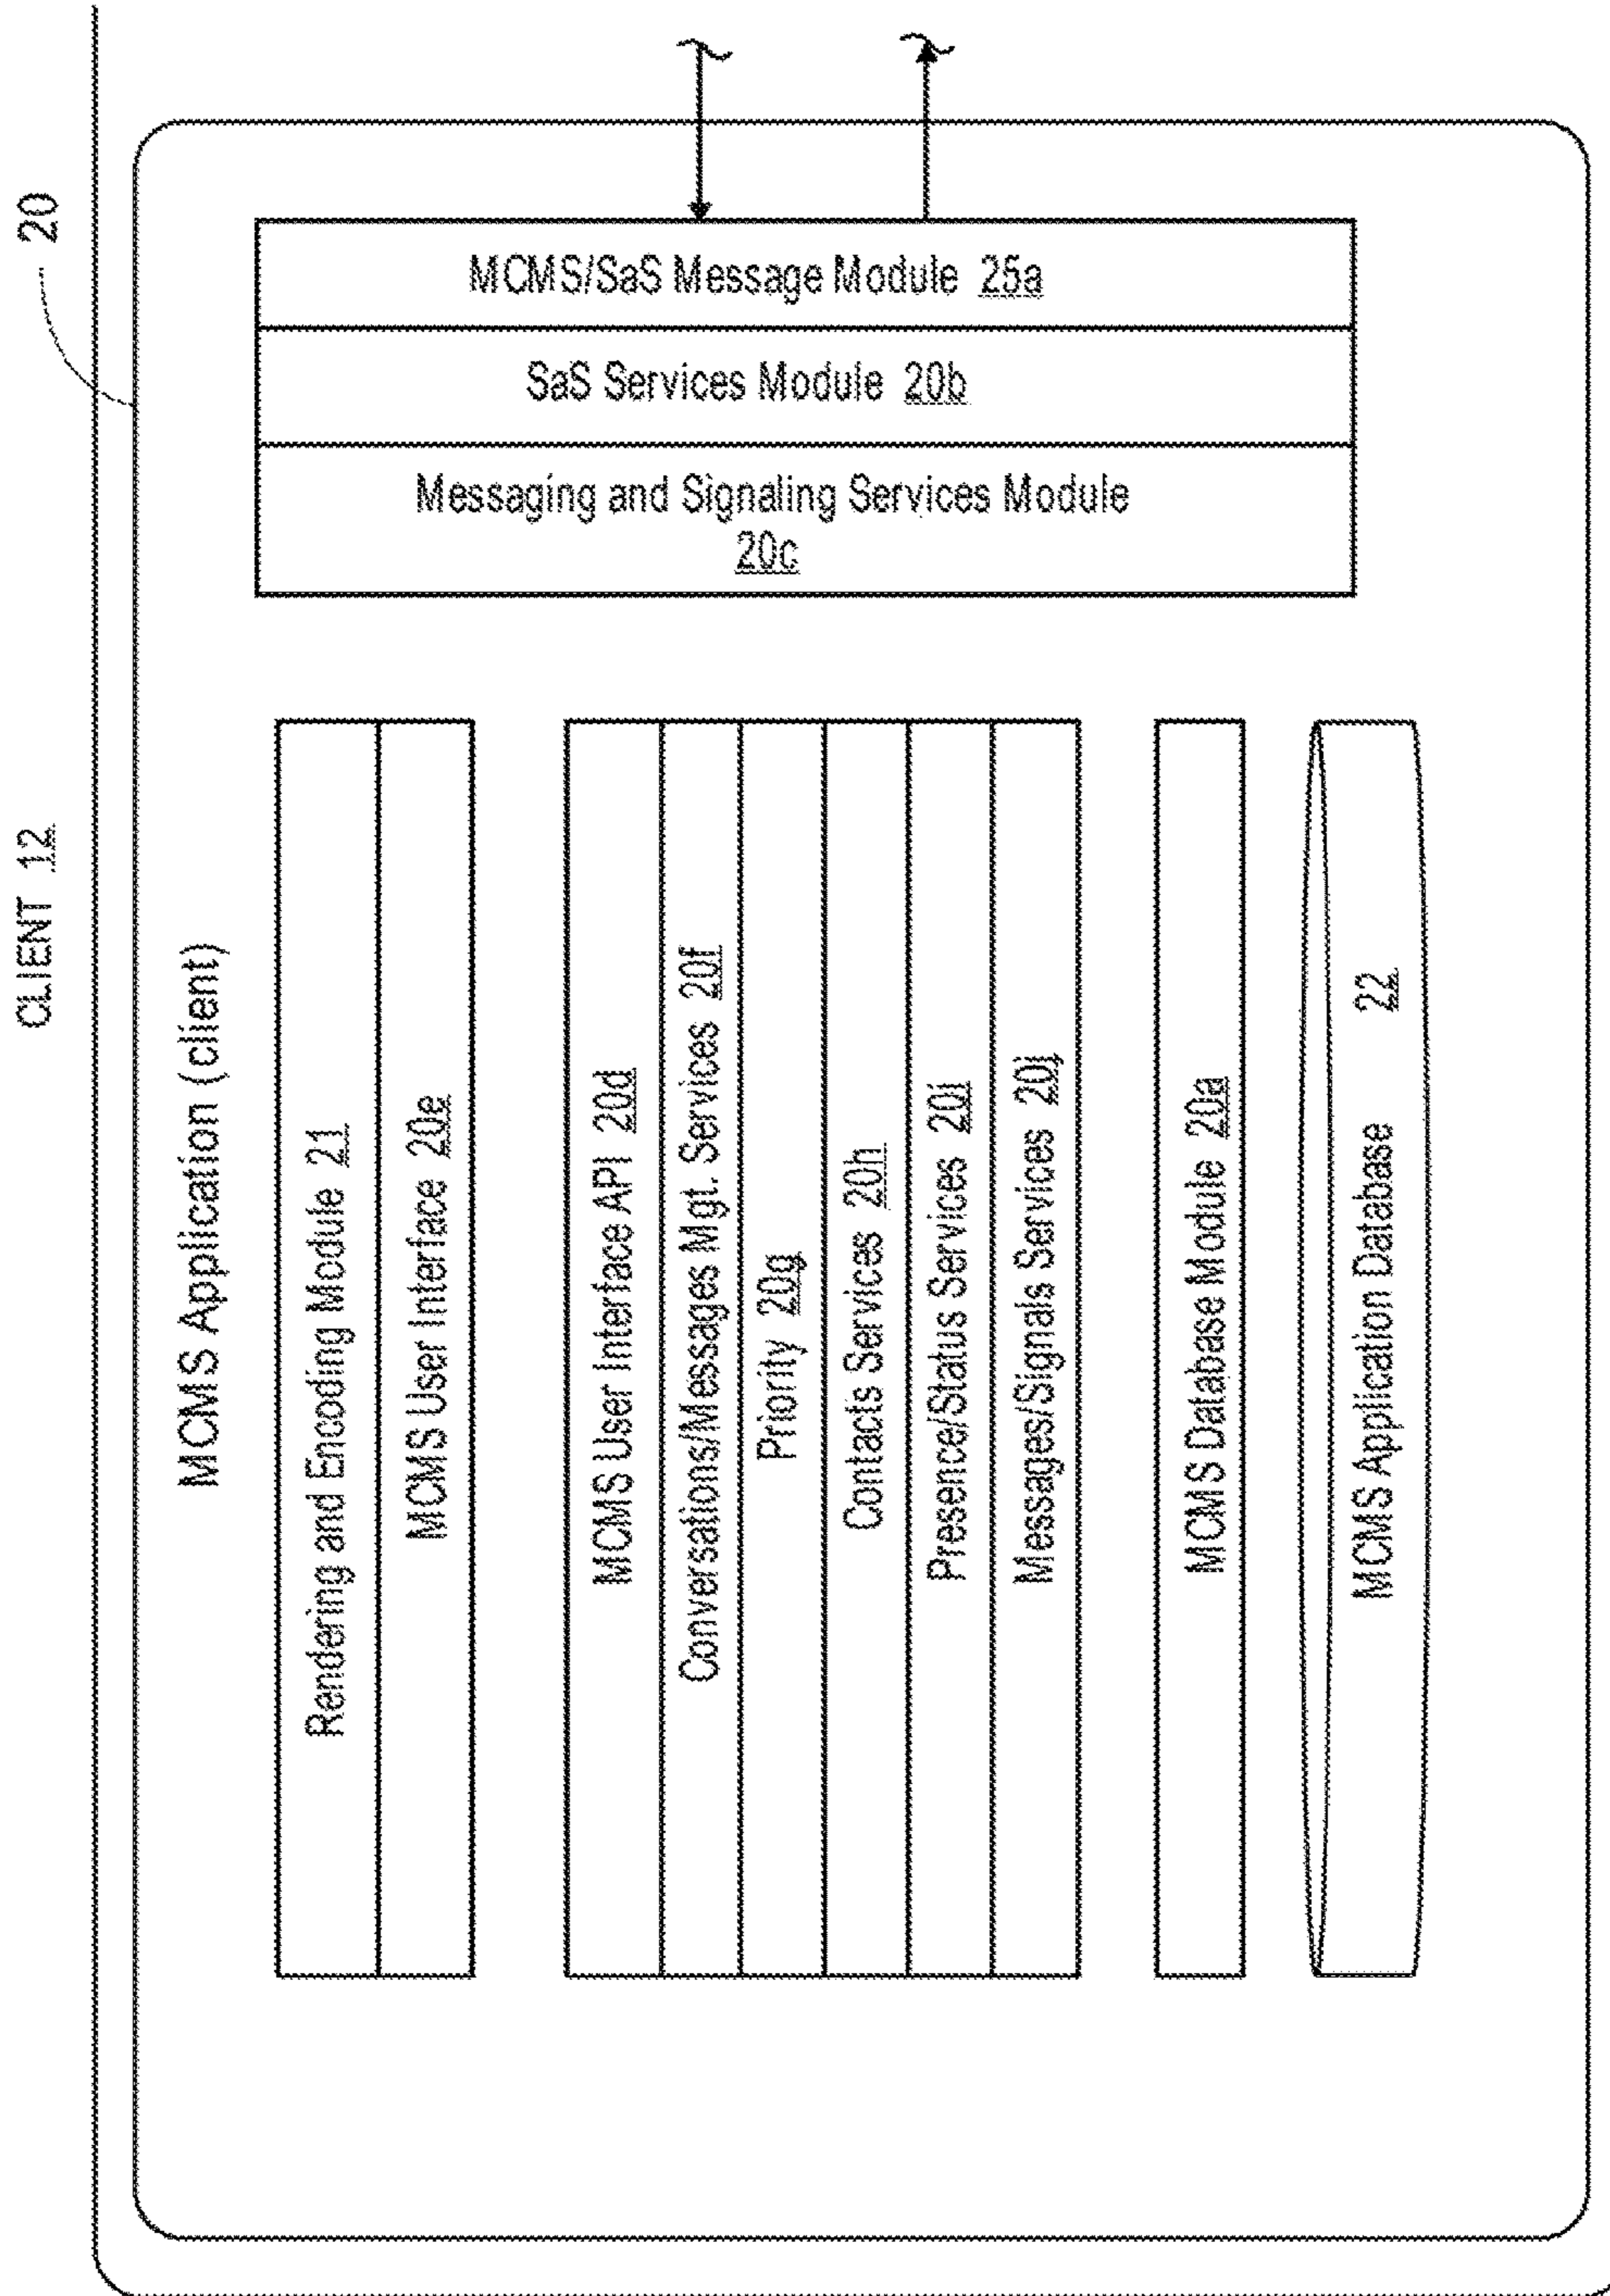 CLIENT 12
20
MCMS Application (client)
Rendering and Encoding Module 21
MCMS User Interface 20e
MCMS User Interface API 20d
Conversations/Messages Mgt. Services 20f
Priority 20g
Contacts Services 20h
Presence/Status Services 20i
Messages/Signals Services 20j
MCMS Database Module 20a
MCMS Application Database 22
MCMS/SaS Message Module 25a
SaS Services Module 20b
Messaging and Signaling Services Module
20c